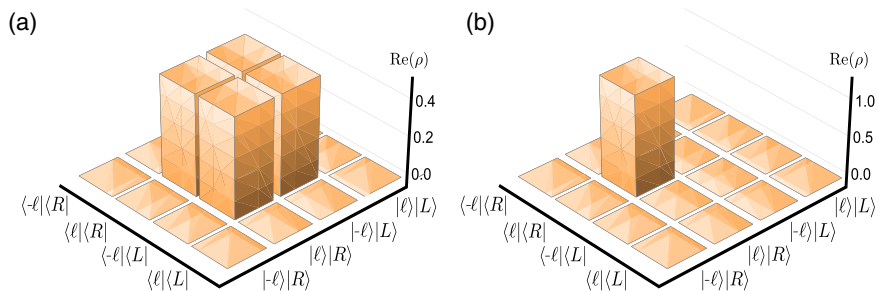 (a)
Re(ρ)
0.4
0.2
0.0
⟨-ℓ|⟨R|
⟨ℓ|⟨R|
⟨-ℓ|⟨L|
⟨ℓ|⟨L|
|-ℓ⟩|R⟩
|ℓ⟩|R⟩
|-ℓ⟩|L⟩
|ℓ⟩|L⟩
(b)
Re(ρ)
1.0
0.5
0.0
⟨-ℓ|⟨R|
⟨ℓ|⟨R|
⟨-ℓ|⟨L|
⟨ℓ|⟨L|
|-ℓ⟩|R⟩
|ℓ⟩|R⟩
|-ℓ⟩|L⟩
|ℓ⟩|L⟩